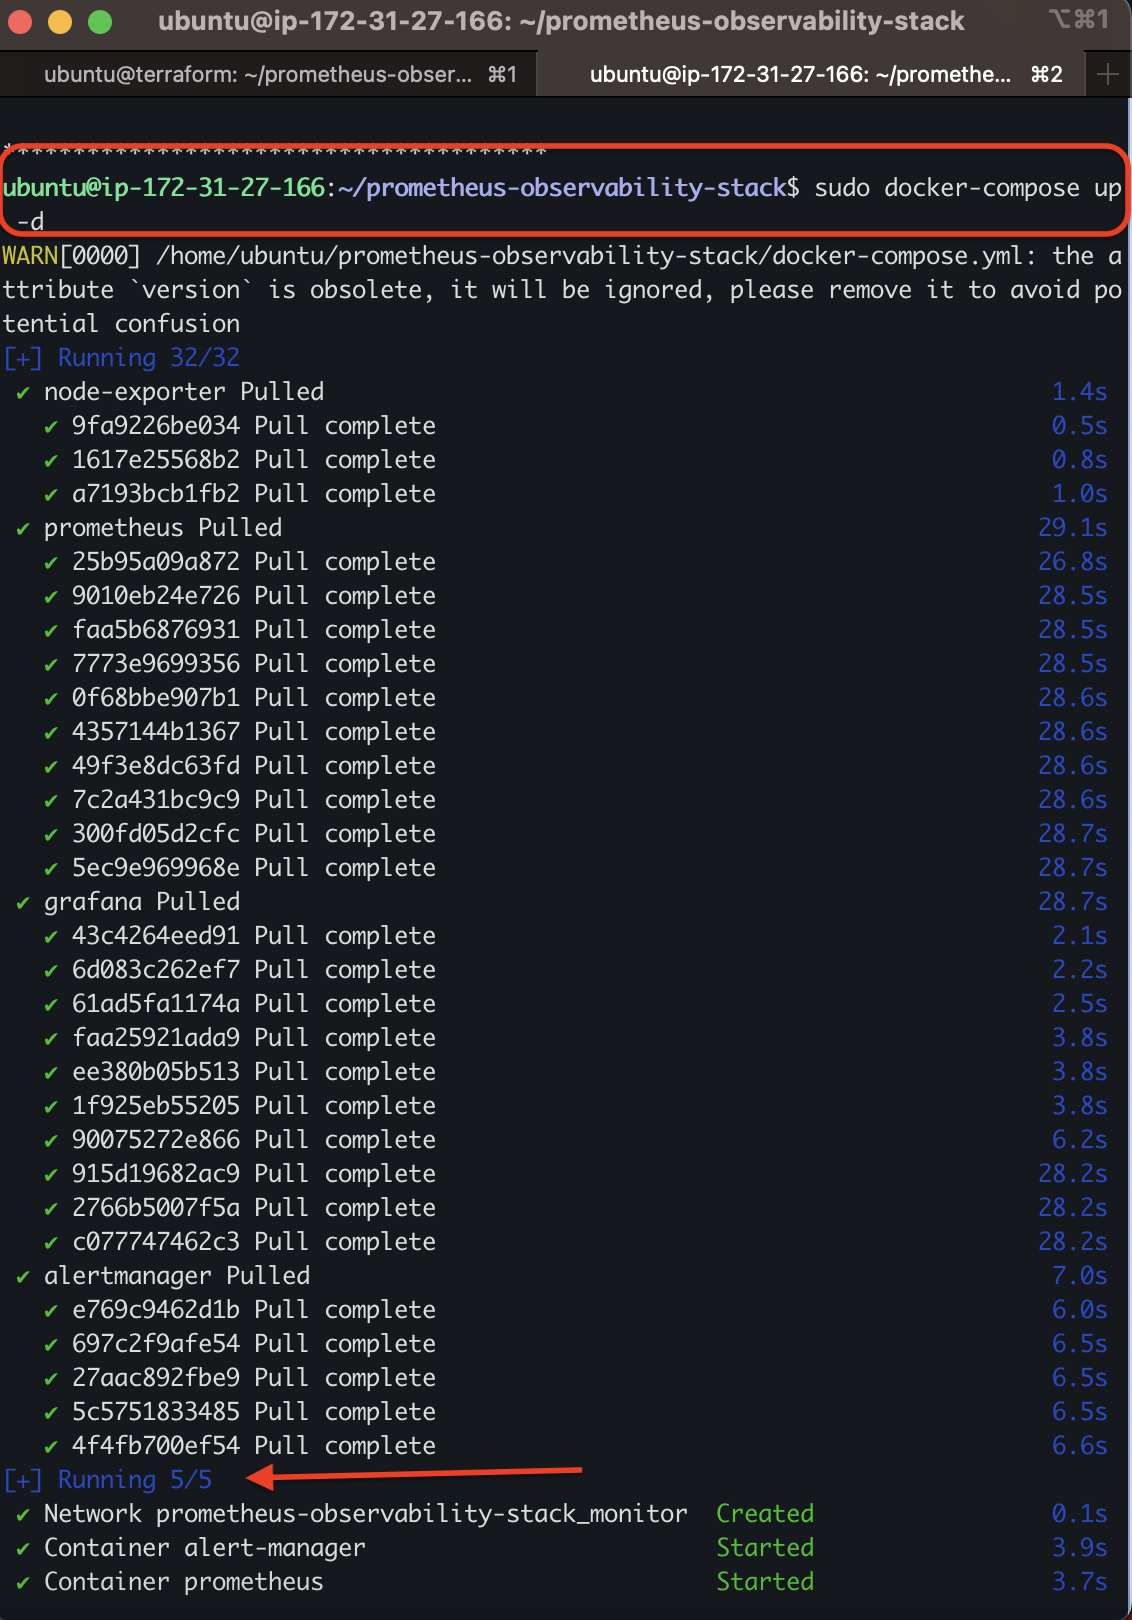 ubuntu@ip-172-31-27-166: ~/prometheus-observability-stack ⌥⌘1
ubuntu@terraform: ~/prometheus-obser... ⌘1 ubuntu@ip-172-31-27-166: ~/promethe... ⌘2 +
***************************************
ubuntu@ip-172-31-27-166:~/prometheus-observability-stack$ sudo docker-compose up
 -d
WARN[0000] /home/ubuntu/prometheus-observability-stack/docker-compose.yml: the a
ttribute `version` is obsolete, it will be ignored, please remove it to avoid po
tential confusion
[+] Running 32/32
✔ node-exporter Pulled 1.4s
✔ 9fa9226be034 Pull complete 0.5s
✔ 1617e25568b2 Pull complete 0.8s
✔ a7193bcb1fb2 Pull complete 1.0s
✔ prometheus Pulled 29.1s
✔ 25b95a09a872 Pull complete 26.8s
✔ 9010eb24e726 Pull complete 28.5s
✔ faa5b6876931 Pull complete 28.5s
✔ 7773e9699356 Pull complete 28.5s
✔ 0f68bbe907b1 Pull complete 28.6s
✔ 4357144b1367 Pull complete 28.6s
✔ 49f3e8dc63fd Pull complete 28.6s
✔ 7c2a431bc9c9 Pull complete 28.6s
✔ 300fd05d2cfc Pull complete 28.7s
✔ 5ec9e969968e Pull complete 28.7s
✔ grafana Pulled 28.7s
✔ 43c4264eed91 Pull complete 2.1s
✔ 6d083c262ef7 Pull complete 2.2s
✔ 61ad5fa1174a Pull complete 2.5s
✔ faa25921ada9 Pull complete 3.8s
✔ ee380b05b513 Pull complete 3.8s
✔ 1f925eb55205 Pull complete 3.8s
✔ 90075272e866 Pull complete 6.2s
✔ 915d19682ac9 Pull complete 28.2s
✔ 2766b5007f5a Pull complete 28.2s
✔ c077747462c3 Pull complete 28.2s
✔ alertmanager Pulled 7.0s
✔ e769c9462d1b Pull complete 6.0s
✔ 697c2f9afe54 Pull complete 6.5s
✔ 27aac892fbe9 Pull complete 6.5s
✔ 5c5751833485 Pull complete 6.5s
✔ 4f4fb700ef54 Pull complete 6.6s
[+] Running 5/5
✔ Network prometheus-observability-stack_monitor Created 0.1s
✔ Container alert-manager Started 3.9s
✔ Container prometheus Started 3.7s